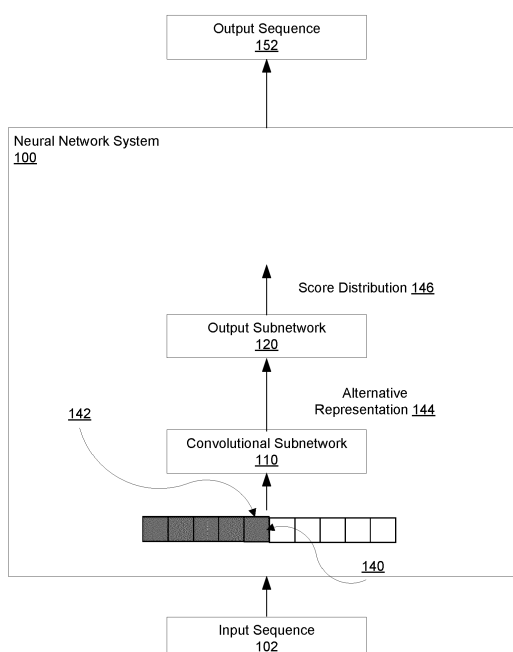 Output Sequence
152
Neural Network System
100
Score Distribution 146
Output Subnetwork
120
Alternative
Representation 144
142
Convolutional Subnetwork
110
140
Input Sequence
102